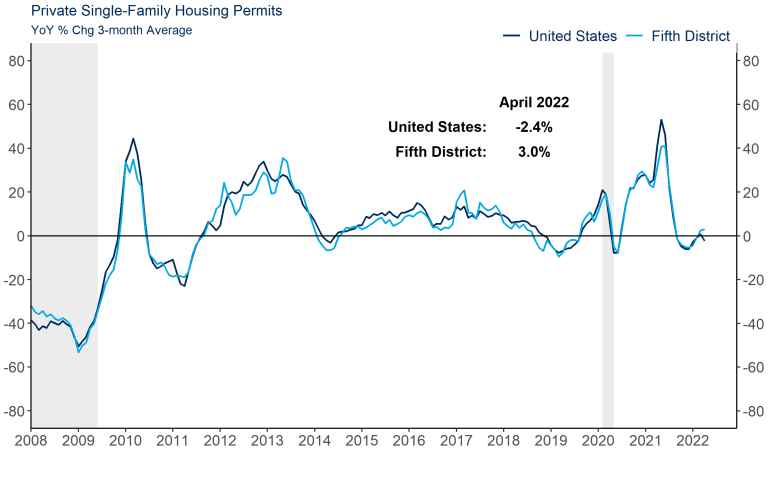 Private Single-Family Housing Permits
YoY % Chg 3-month Average
United States Fifth District
80 80
60 60
April 2022
United States: -2.4%
40 40
Fifth District: 3.0%
20 20
0 0
-20 -20
-40 -40
-60 -60
-80 -80
2008 2009 2010 2011 2012 2013 2014 2015 2016 2017 2018 2019 2020 2021 2022